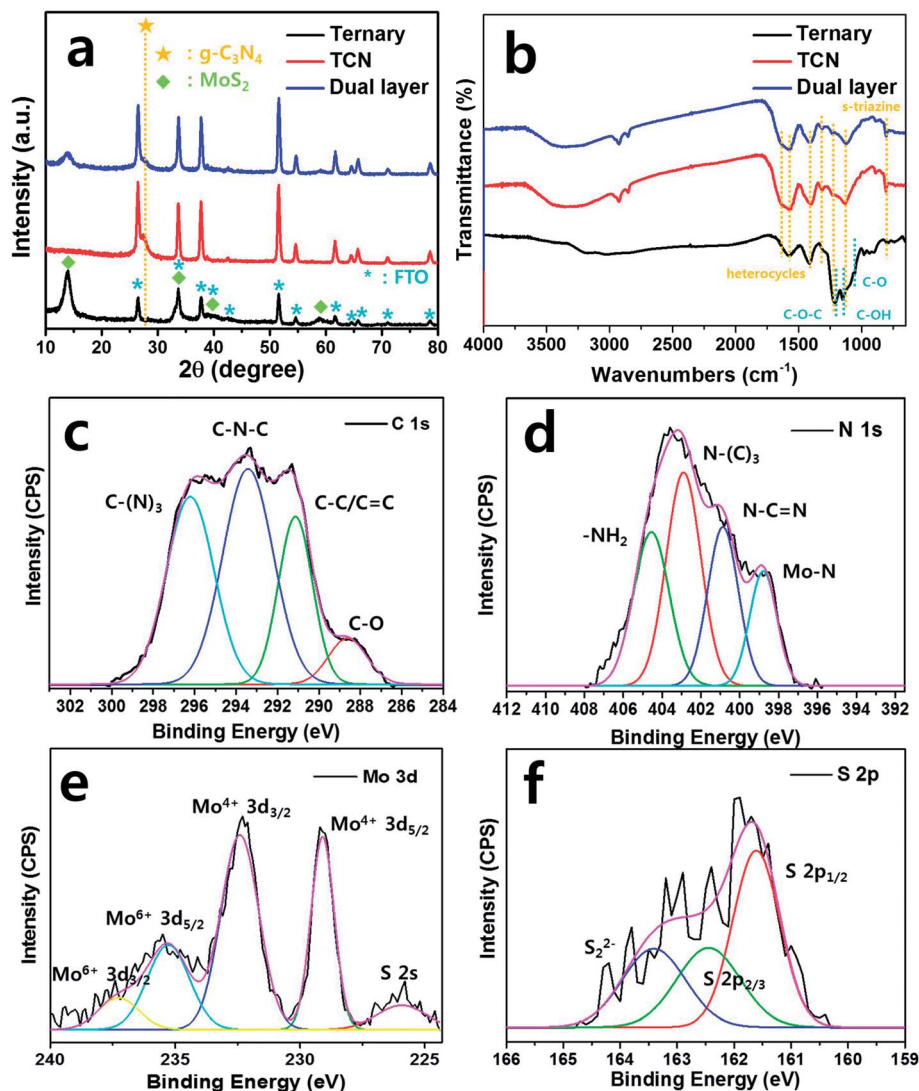 a
★ : g-C₃N₄
◆ : MoS₂
Ternary
TCN
Dual layer
* : FTO
Intensity (a.u.)
10 20 30 40 50 60 70 80
2θ (degree)
b
Ternary
TCN
Dual layer
s-triazine
heterocycles
C-O
C-O-C
C-OH
Transmittance (%)
4000 3500 3000 2500 2000 1500 1000
Wavenumbers (cm⁻¹)
c
C 1s
C-N-C
C-(N)₃
C-C/C=C
C-O
Intensity (CPS)
302 300 298 296 294 292 290 288 286 284
Binding Energy (eV)
d
N 1s
N-(C)₃
N-C=N
-NH₂
Mo-N
Intensity (CPS)
412 410 408 406 404 402 400 398 396 394 392
Binding Energy (eV)
e
Mo 3d
Mo⁴⁺ 3d₃/₂
Mo⁴⁺ 3d₅/₂
Mo⁶⁺ 3d₅/₂
Mo⁶⁺ 3d₃/₂
S 2s
Intensity (CPS)
240 235 230 225
Binding Energy (eV)
f
S 2p
S 2p₁/₂
S₂²⁻
S 2p₂/₃
Intensity (CPS)
166 165 164 163 162 161 160 159
Binding Energy (eV)